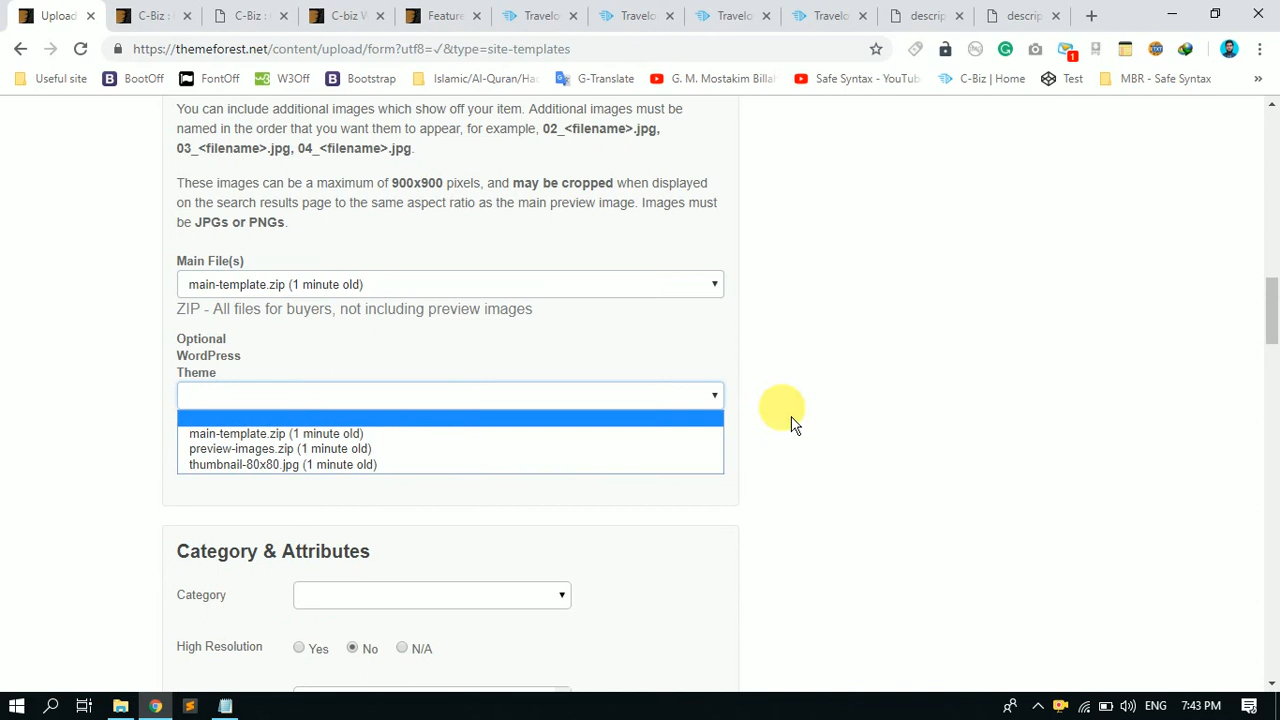 Upload
C-Biz :
C-Biz :
C-biz W
Feature
Travelo
Travelo
Travelo
Travelo
descrip
descrip
https://themeforest.net/content/upload/form?utf8=✓&type=site-templates
1
Useful site
BootOff
FontOff
W3Off
Bootstrap
Islamic/Al-Quran/Had
G-Translate
G. M. Mostakim Billah
Safe Syntax - YouTub
C-Biz | Home
Test
MBR - Safe Syntax
»
You can include additional images which show off your item. Additional images must be
named in the order that you want them to appear, for example, 02_<filename>.jpg,
03_<filename>.jpg, 04_<filename>.jpg.
These images can be a maximum of 900x900 pixels, and may be cropped when displayed
on the search results page to the same aspect ratio as the main preview image. Images must
be JPGs or PNGs.
Main File(s)
main-template.zip (1 minute old)
ZIP - All files for buyers, not including preview images
Optional
WordPress
Theme
main-template.zip (1 minute old)
preview-images.zip (1 minute old)
thumbnail-80x80.jpg (1 minute old)
Category & Attributes
Category
High Resolution
Yes
No
N/A
ENG
7:43 PM